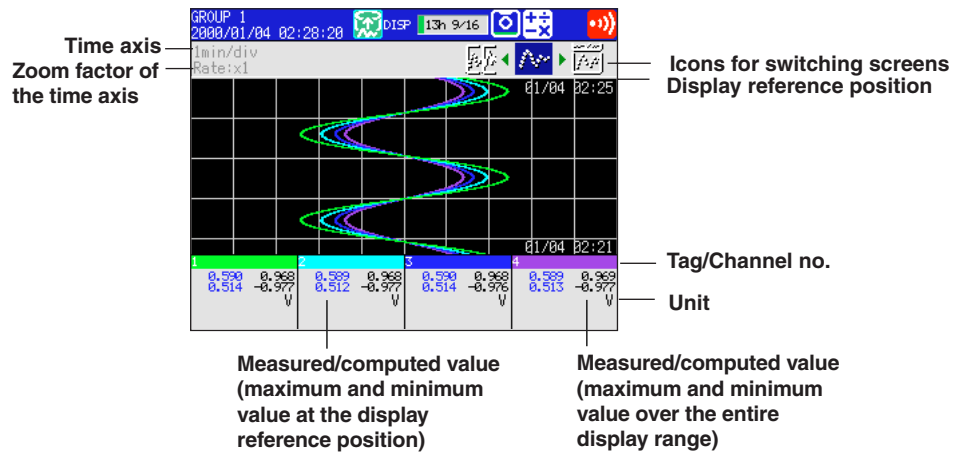 GROUP 1
2000/01/04 02:28:20
DISP
13h 9/16
Time axis
1min/div
Zoom factor of
the time axis
Rate:x1
Icons for switching screens
Display reference position
01/04 02:25
01/04 02:21
1 2 3 4
Tag/Channel no.
0.590 0.968 0.589 0.968 0.590 0.968 0.589 0.969
0.514 -0.977 0.512 -0.977 0.514 -0.976 0.513 -0.977
V V V V
Unit
Measured/computed value
(maximum and minimum
value at the display
reference position)
Measured/computed value
(maximum and minimum
value over the entire
display range)